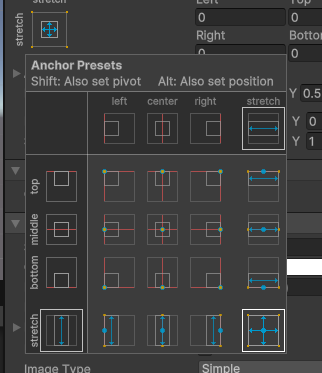 stretch
Left
Top
0
0
Right
Botto
0
0
Anchor Presets
Shift: Also set pivot Alt: Also set position
left center right stretch
Y 0.5
Y 0
Y 1
top
middle
bottom
stretch
Image Type
Simple